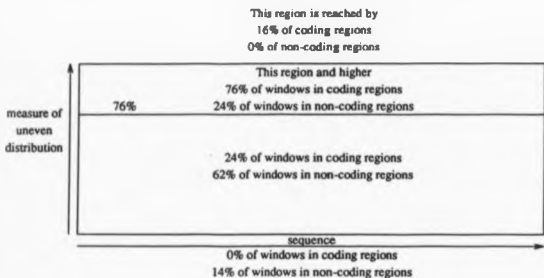 This region is reached by
16% of coding regions
0% of non-coding regions
This region and higher
76% of windows in coding regions
76% 24% of windows in non-coding regions
measure of
uneven
distribution
24% of windows in coding regions
62% of windows in non-coding regions
sequence
0% of windows in coding regions
14% of windows in non-coding regions